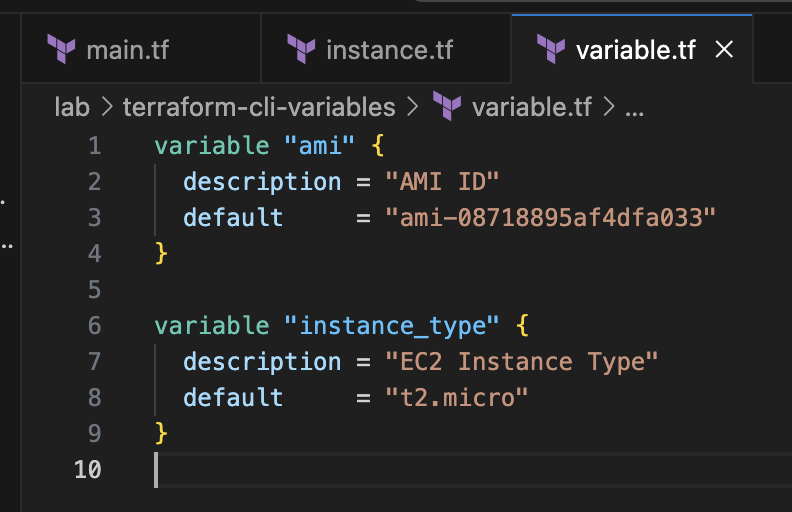 main.tf instance.tf variable.tf ×
lab > terraform-cli-variables > variable.tf > ...
1 variable "ami" {
2 description = "AMI ID"
3 default = "ami-08718895af4dfa033"
4 }
5
6 variable "instance_type" {
7 description = "EC2 Instance Type"
8 default = "t2.micro"
9 }
10